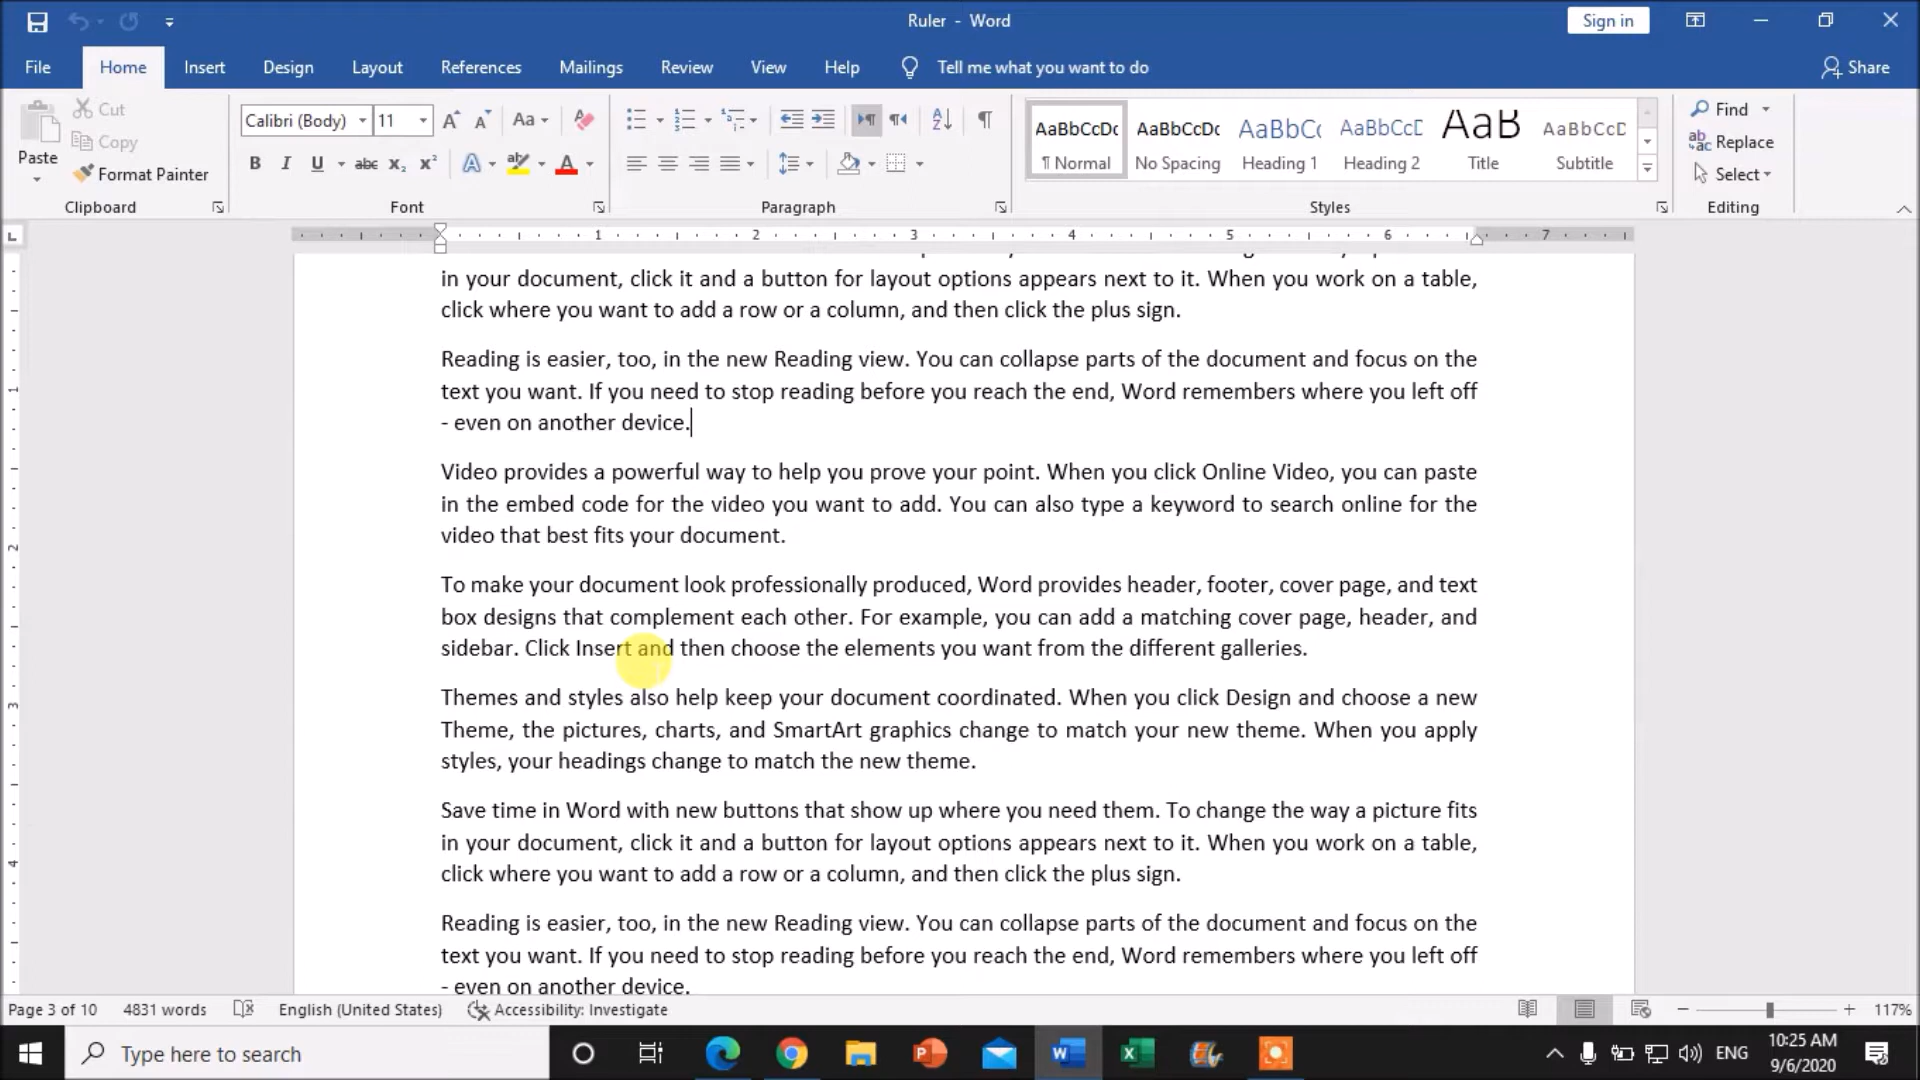 Ruler - Word
Sign in
File Home Insert Design Layout References Mailings Review View Help Tell me what you want to do Share
Paste
Cut
Copy
Format Painter
Clipboard
Calibri (Body) 11
Font
Paragraph
AaBbCcDc AaBbCcDc AaBbC AaBbCcD AaB AaBbCcD
¶ Normal No Spacing Heading 1 Heading 2 Title Subtitle
Styles
Find
Replace
Select
Editing
1 2 3 4 5 6 7
in your document, click it and a button for layout options appears next to it. When you work on a table,
click where you want to add a row or a column, and then click the plus sign.
Reading is easier, too, in the new Reading view. You can collapse parts of the document and focus on the
text you want. If you need to stop reading before you reach the end, Word remembers where you left off
- even on another device.
Video provides a powerful way to help you prove your point. When you click Online Video, you can paste
in the embed code for the video you want to add. You can also type a keyword to search online for the
video that best fits your document.
To make your document look professionally produced, Word provides header, footer, cover page, and text
box designs that complement each other. For example, you can add a matching cover page, header, and
sidebar. Click Insert and then choose the elements you want from the different galleries.
Themes and styles also help keep your document coordinated. When you click Design and choose a new
Theme, the pictures, charts, and SmartArt graphics change to match your new theme. When you apply
styles, your headings change to match the new theme.
Save time in Word with new buttons that show up where you need them. To change the way a picture fits
in your document, click it and a button for layout options appears next to it. When you work on a table,
click where you want to add a row or a column, and then click the plus sign.
Reading is easier, too, in the new Reading view. You can collapse parts of the document and focus on the
text you want. If you need to stop reading before you reach the end, Word remembers where you left off
- even on another device.
Page 3 of 10 4831 words English (United States) Accessibility: Investigate 117%
Type here to search
ENG
10:25 AM
9/6/2020